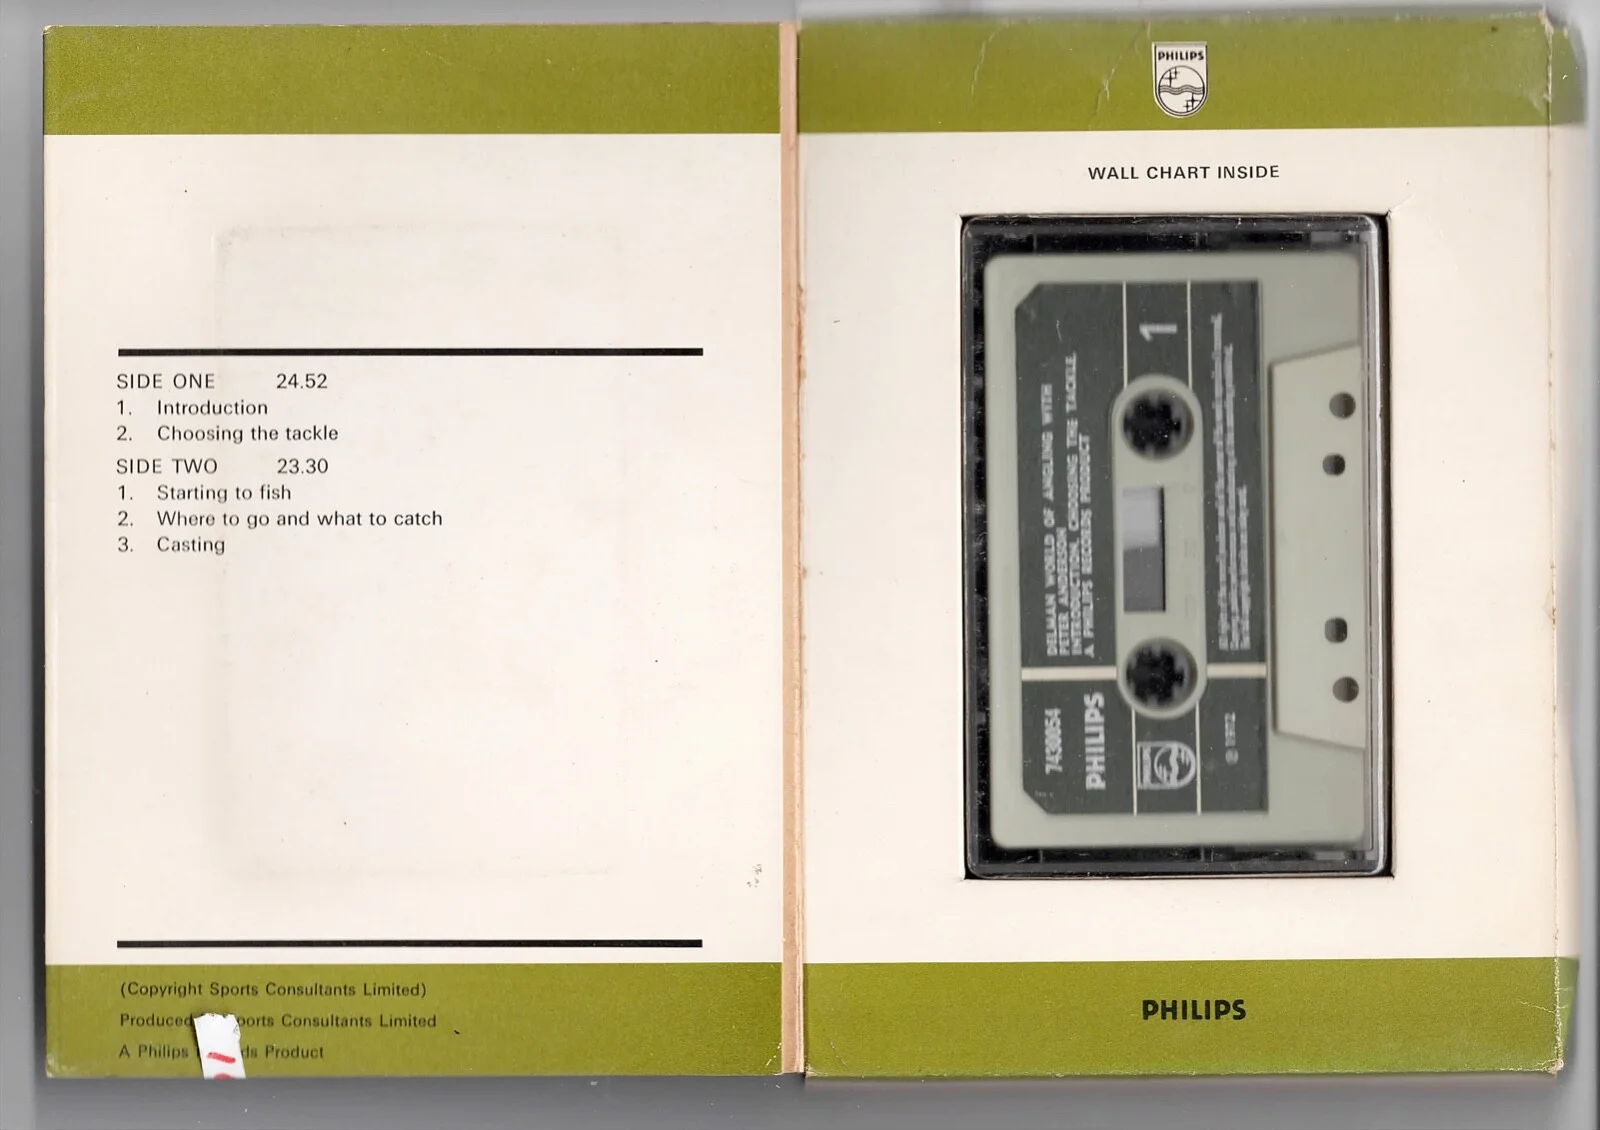 SIDE ONE 24.52
1. Introduction
2. Choosing the tackle
SIDE TWO 23.30
1. Starting to fish
2. Where to go and what to catch
3. Casting
(Copyright Sports Consultants Limited)
Produced Sports Consultants Limited
A Philips Product
PHILIPS
WALL CHART INSIDE
1
DELMAN WORLD OF ANGLING WITH
PETER ANDERSON
INTRODUCTION, CHOOSING THE TACKLE.
A PHILIPS RECORDS PRODUCT
7430054
PHILIPS
PHILIPS
℗ 1972
PHILIPS